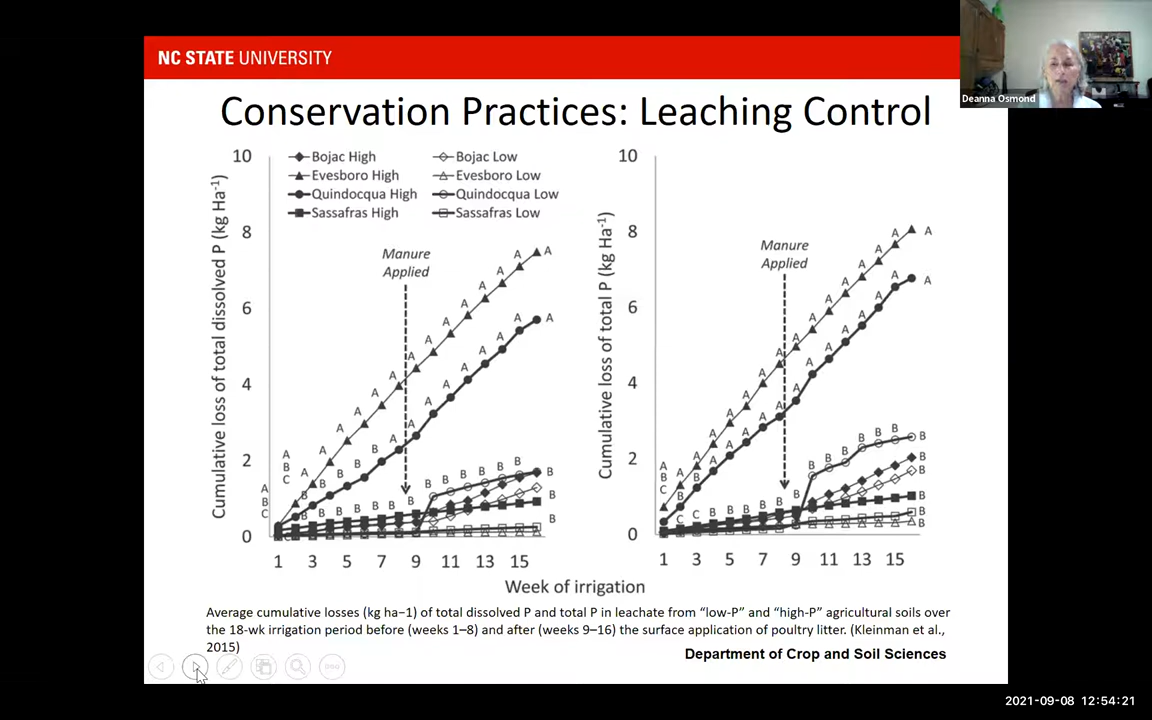 NC STATE UNIVERSITY
Deanna Osmond
Conservation Practices: Leaching Control
10
Bojac High
Bojac Low
Evesboro High
Evesboro Low
Quindocqua High
Quindocqua Low
Sassafras High
Sassafras Low
Cumulative loss of total dissolved P (kg Ha-1)
8
6
4
2
0
Manure
Applied
1 3 5 7 9 11 13 15
10
Cumulative loss of total P (kg Ha-1)
8
6
4
2
0
Manure
Applied
1 3 5 7 9 11 13 15
Week of irrigation
Average cumulative losses (kg ha−1) of total dissolved P and total P in leachate from “low-P” and “high-P” agricultural soils over
the 18-wk irrigation period before (weeks 1–8) and after (weeks 9–16) the surface application of poultry litter. (Kleinman et al.,
2015)
Department of Crop and Soil Sciences
2021-09-08 12:54:21